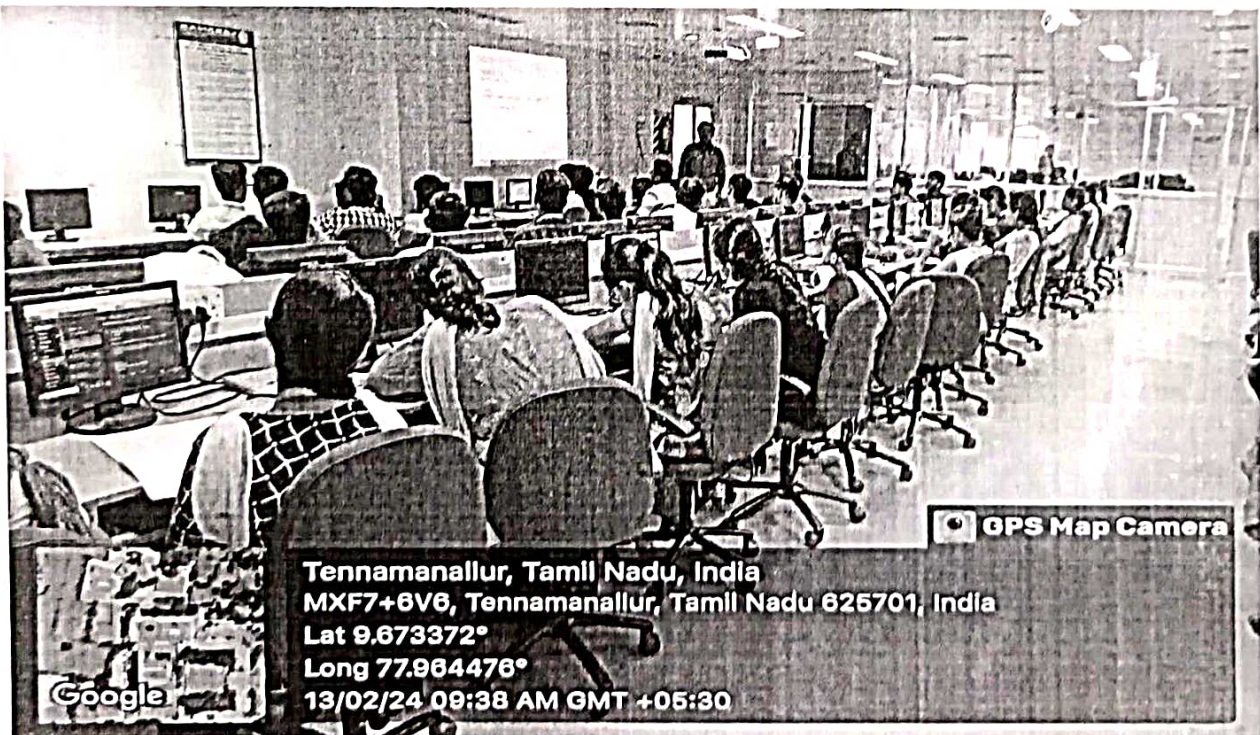 GPS Map Camera
Tennamanallur, Tamil Nadu, India
MXF7+6V6, Tennamanallur, Tamil Nadu 625701, India
Lat 9.673372°
Long 77.964476°
13/02/24 09:38 AM GMT +05:30
Google